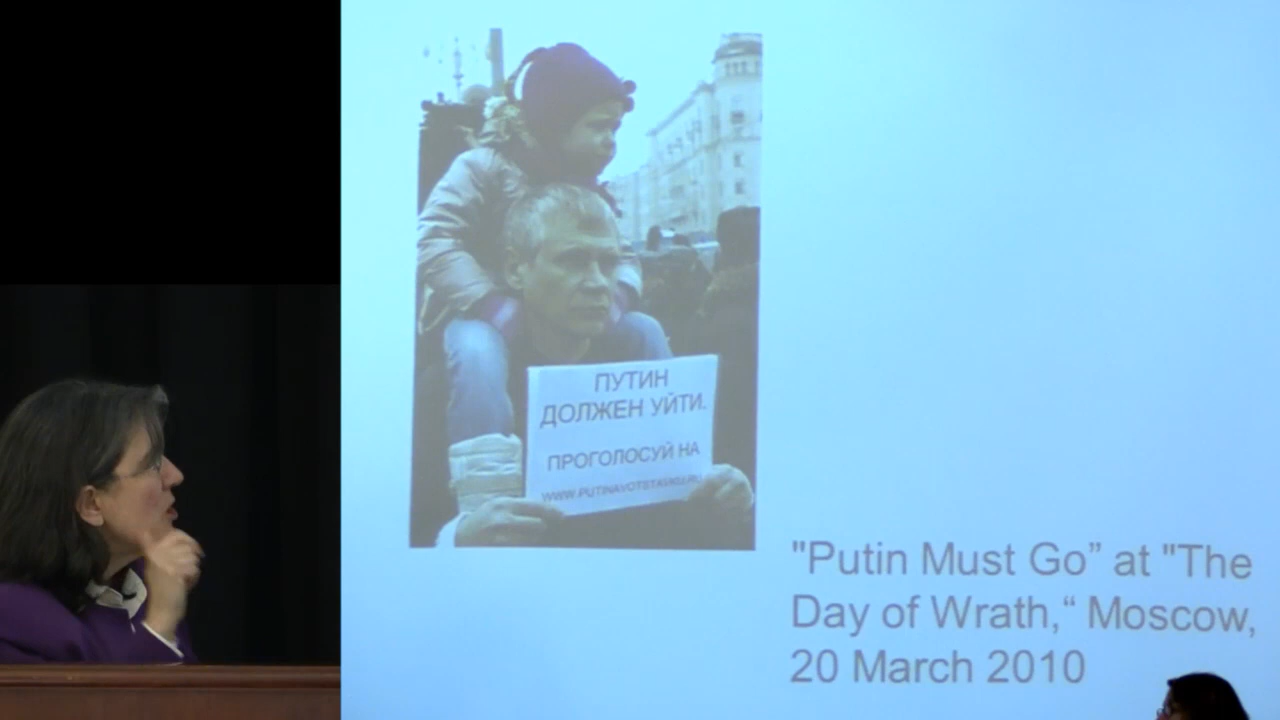 ПУТИН
ДОЛЖЕН УЙТИ.
ПРОГОЛОСУЙ НА
WWW.PUTINAVOTSTAVKU.RU
"Putin Must Go” at "The
Day of Wrath,“ Moscow,
20 March 2010